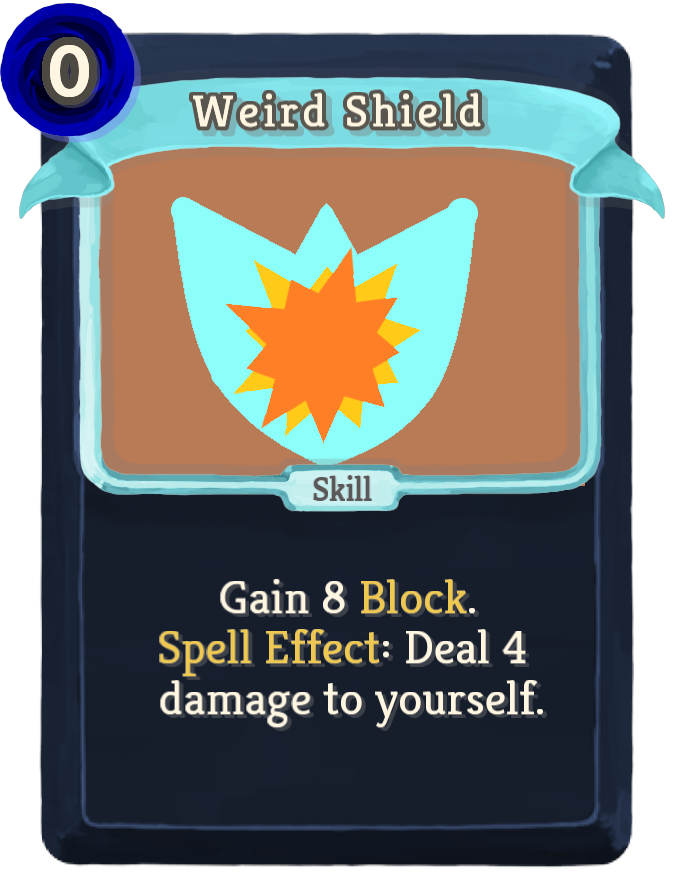 0
Weird Shield
Skill
Gain 8 Block.
Spell Effect: Deal 4
damage to yourself.